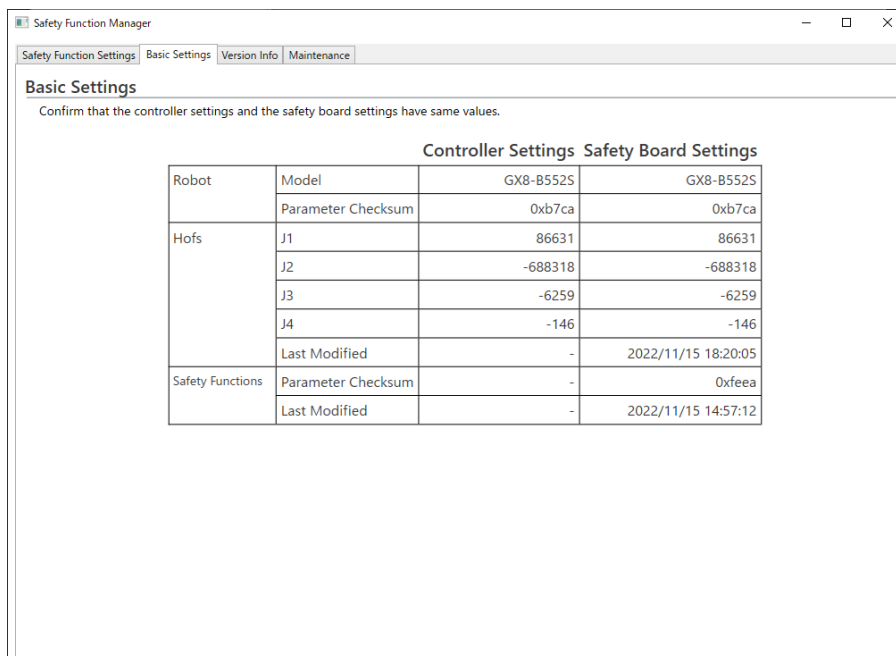 Safety Function Manager
Safety Function Settings Basic Settings Version Info Maintenance
Basic Settings
Confirm that the controller settings and the safety board settings have same values.
Controller Settings Safety Board Settings
Robot Model GX8-B552S GX8-B552S
Parameter Checksum 0xb7ca 0xb7ca
Hofs J1 86631 86631
J2 -688318 -688318
J3 -6259 -6259
J4 -146 -146
Last Modified - 2022/11/15 18:20:05
Safety Functions Parameter Checksum - 0xfeea
Last Modified - 2022/11/15 14:57:12